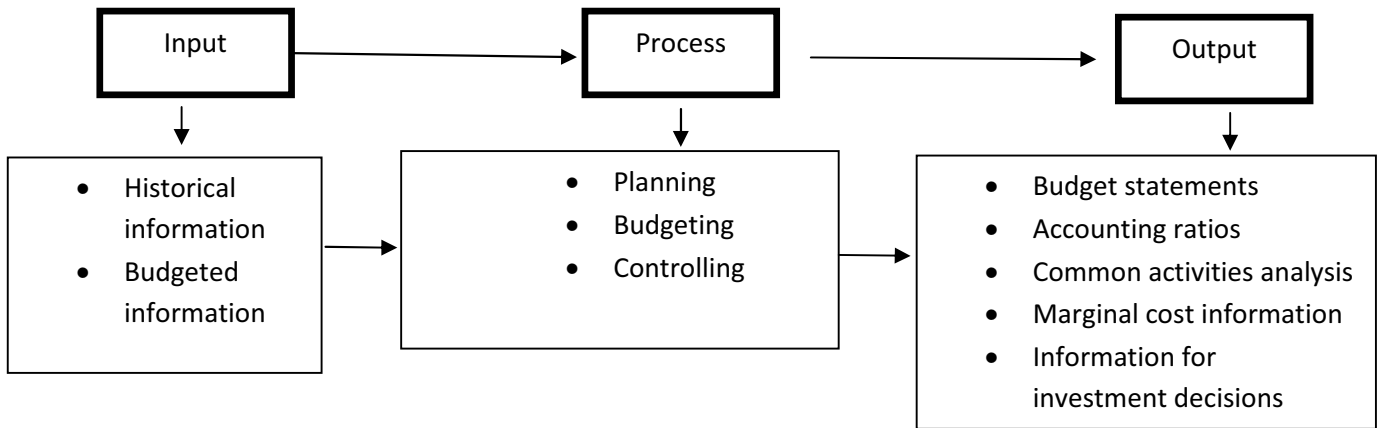 Input
Process
Output
• Historical
information
• Budgeted
information
• Planning
• Budgeting
• Controlling
• Budget statements
• Accounting ratios
• Common activities analysis
• Marginal cost information
• Information for
investment decisions